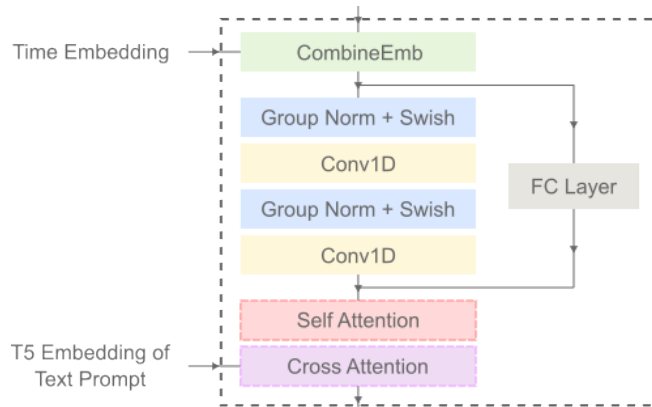 Time Embedding
CombineEmb
Group Norm + Swish
Conv1D
FC Layer
Group Norm + Swish
Conv1D
Self Attention
T5 Embedding of
Text Prompt
Cross Attention